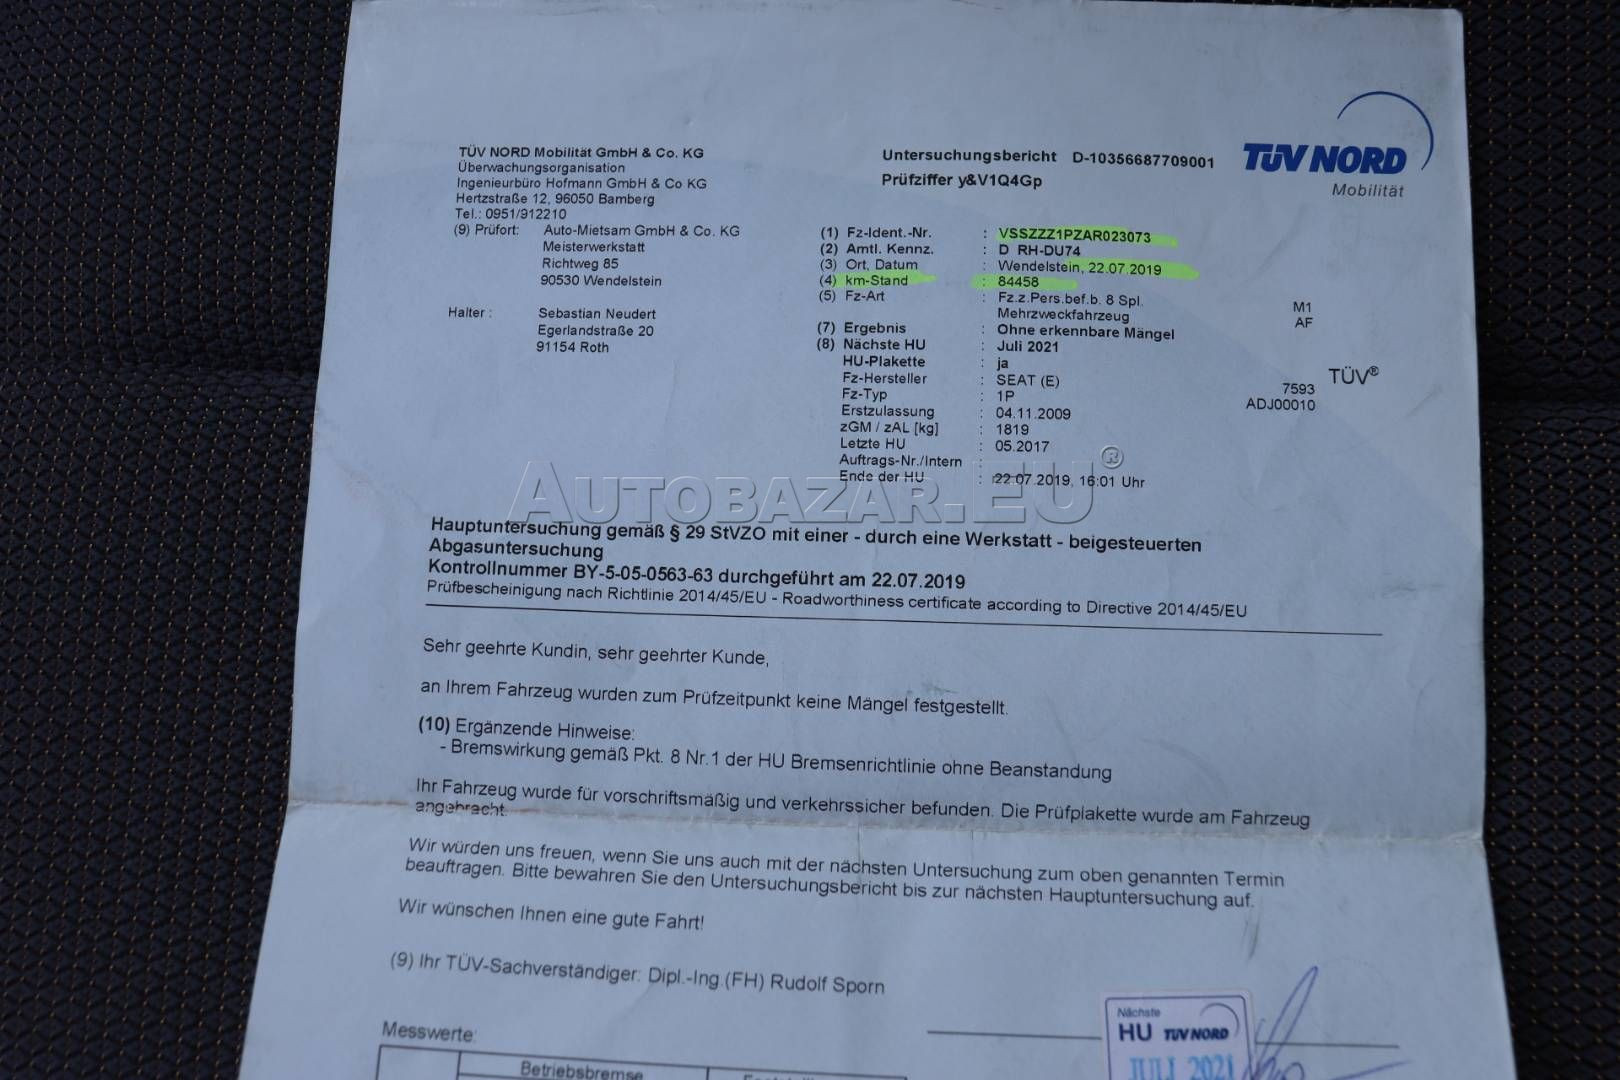 TÜV NORD Mobilität GmbH & Co. KG
Überwachungsorganisation
Ingenieurbüro Hofmann GmbH & Co KG
Hertzstraße 12, 96050 Bamberg
Tel.: 0951/912210
(9) Prüfort: Auto-Mietsam GmbH & Co. KG
Meisterwerkstatt
Richtweg 85
90530 Wendelstein
Halter : Sebastian Neudert
Egerlandstraße 20
91154 Roth
Untersuchungsbericht D-10356687709001
Prüfziffer y&V1Q4Gp
TÜV NORD
Mobilität
(1) Fz-Ident.-Nr. : VSSZZZ1PZAR023073
(2) Amtl. Kennz. : D RH-DU74
(3) Ort, Datum : Wendelstein, 22.07.2019
(4) km-Stand : 84458
(5) Fz-Art : Fz.z.Pers.bef.b. 8 Spl. M1
Mehrzweckfahrzeug AF
(7) Ergebnis : Ohne erkennbare Mängel
(8) Nächste HU : Juli 2021
HU-Plakette : ja
TÜV®
Fz-Hersteller : SEAT (E) 7593
Fz-Typ : 1P ADJ00010
Erstzulassung : 04.11.2009
zGM / zAL [kg] : 1819
Letzte HU : 05.2017
Auftrags-Nr./Intern :
Ende der HU : 22.07.2019, 16:01 Uhr
AUTOBAZAR.EU®
Hauptuntersuchung gemäß § 29 StVZO mit einer - durch eine Werkstatt - beigesteuerten
Abgasuntersuchung
Kontrollnummer BY-5-05-0563-63 durchgeführt am 22.07.2019
Prüfbescheinigung nach Richtlinie 2014/45/EU - Roadworthiness certificate according to Directive 2014/45/EU
Sehr geehrte Kundin, sehr geehrter Kunde,
an Ihrem Fahrzeug wurden zum Prüfzeitpunkt keine Mängel festgestellt.
(10) Ergänzende Hinweise:
- Bremswirkung gemäß Pkt. 8 Nr.1 der HU Bremsenrichtlinie ohne Beanstandung
Ihr Fahrzeug wurde für vorschriftsmäßig und verkehrssicher befunden. Die Prüfplakette wurde am Fahrzeug
angebracht.
Wir würden uns freuen, wenn Sie uns auch mit der nächsten Untersuchung zum oben genannten Termin
beauftragen. Bitte bewahren Sie den Untersuchungsbericht bis zur nächsten Hauptuntersuchung auf.
Wir wünschen Ihnen eine gute Fahrt!
(9) Ihr TÜV-Sachverständiger: Dipl.-Ing.(FH) Rudolf Sporn
Nächste
HU TÜV NORD
JULI 2021
Messwerte:
Betriebsbremse